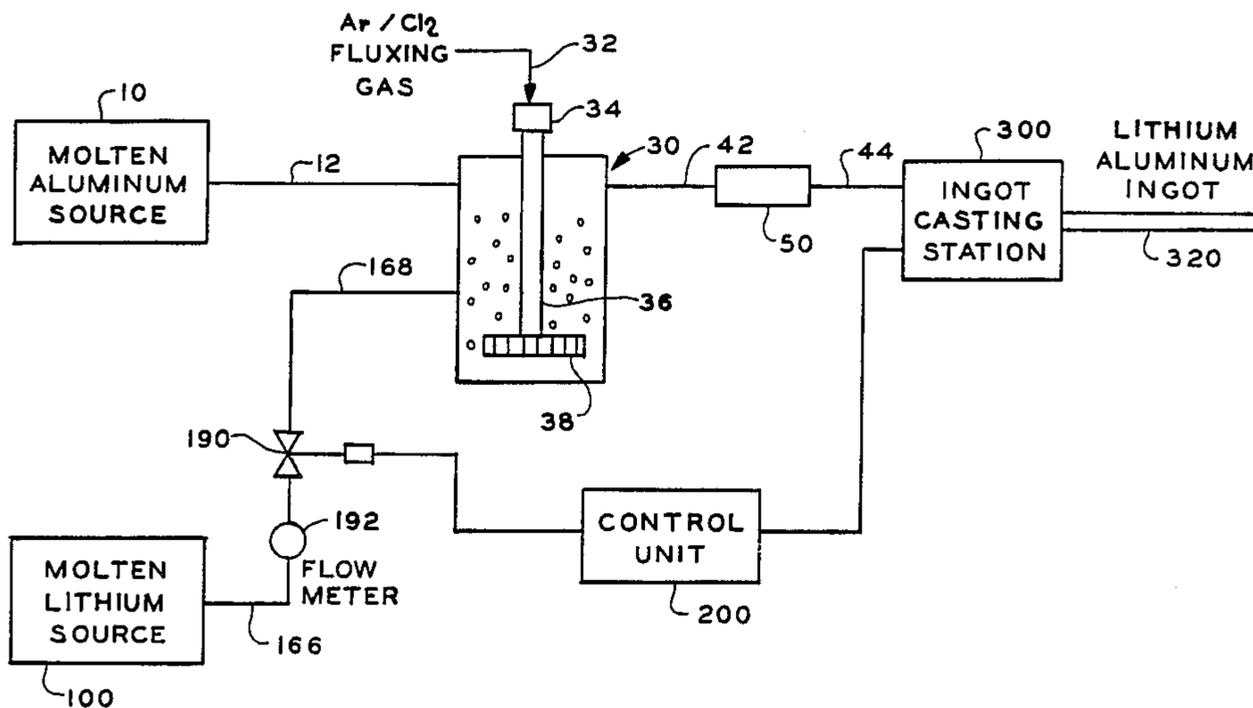 Ar / Cl2
FLUXING
GAS
32
34
10
MOLTEN
ALUMINUM
SOURCE
12
30
42
44
50
300
INGOT
CASTING
STATION
LITHIUM
ALUMINUM
INGOT
320
168
36
38
190
192
FLOW
METER
CONTROL
UNIT
200
MOLTEN
LITHIUM
SOURCE
166
100